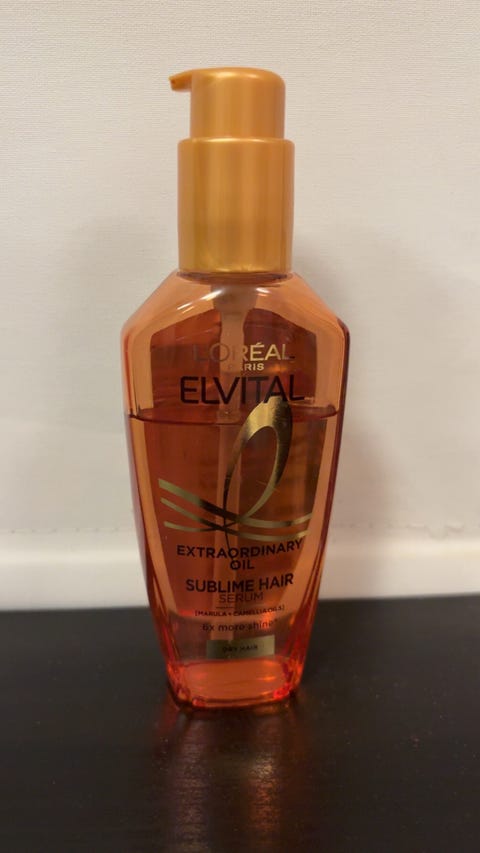 L'ORÉAL
PARIS
ELVITAL
EXTRAORDINARY
OIL
SUBLIME HAIR
SERUM
[MARULA + CAMELLIA OILS]
6x more shine*
DRY HAIR